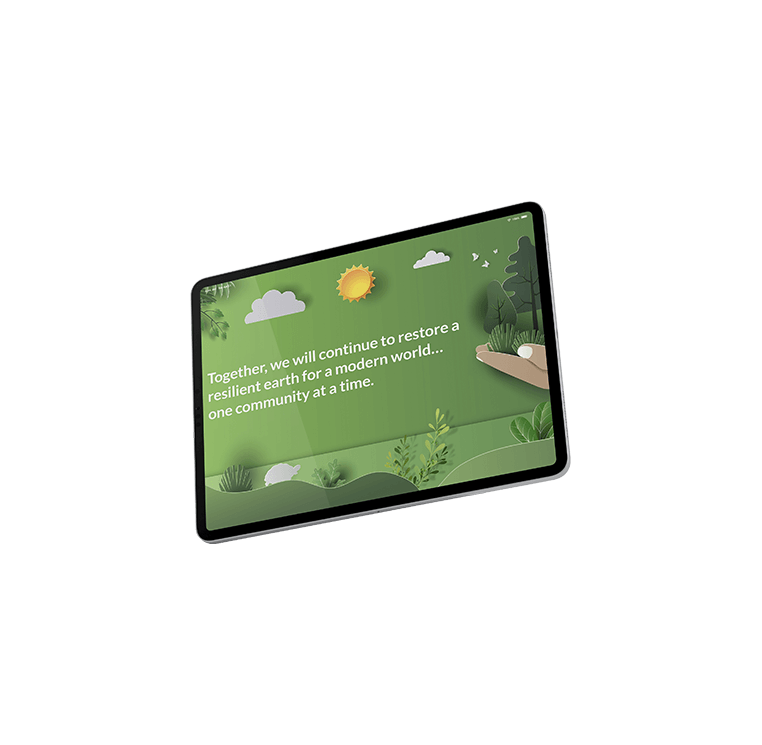 Together, we will continue to restore a
resilient earth for a modern world...
one community at a time.